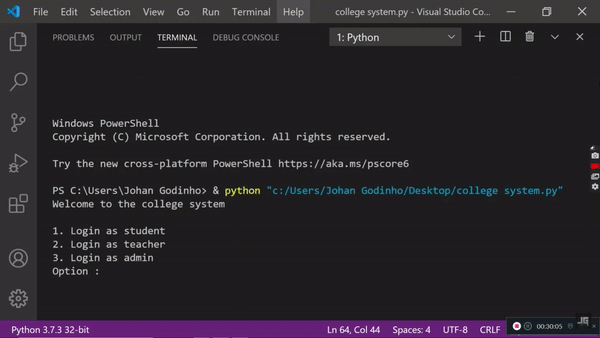 File Edit Selection View Go Run Terminal Help college system.py - Visual Studio Co...
PROBLEMS OUTPUT TERMINAL DEBUG CONSOLE 1: Python
Windows PowerShell
Copyright (C) Microsoft Corporation. All rights reserved.
Try the new cross-platform PowerShell https://aka.ms/pscore6
PS C:\Users\Johan Godinho> & python "c:/Users/Johan Godinho/Desktop/college system.py"
Welcome to the college system
1. Login as student
2. Login as teacher
3. Login as admin
Option :
00:30:05
Python 3.7.3 32-bit Ln 64, Col 44 Spaces: 4 UTF-8 CRLF